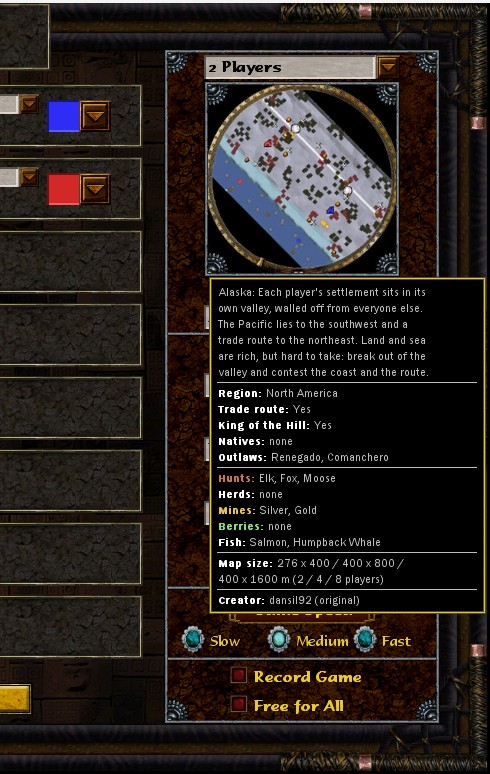 2 Players
Alaska: Each player's settlement sits in its
own valley, walled off from everyone else.
The Pacific lies to the southwest and a
trade route to the northeast. Land and sea
are rich, but hard to take: break out of the
valley and contest the coast and the route.
Region: North America
Trade route: Yes
King of the Hill: Yes
Natives: none
Outlaws: Renegado, Comanchero
Hunts: Elk, Fox, Moose
Herds: none
Mines: Silver, Gold
Berries: none
Fish: Salmon, Humpback Whale
Map size: 276 x 400 / 400 x 800 /
400 x 1600 m (2 / 4 / 8 players)
Creator: dansil92 (original)
Slow Medium Fast
Record Game
Free for All